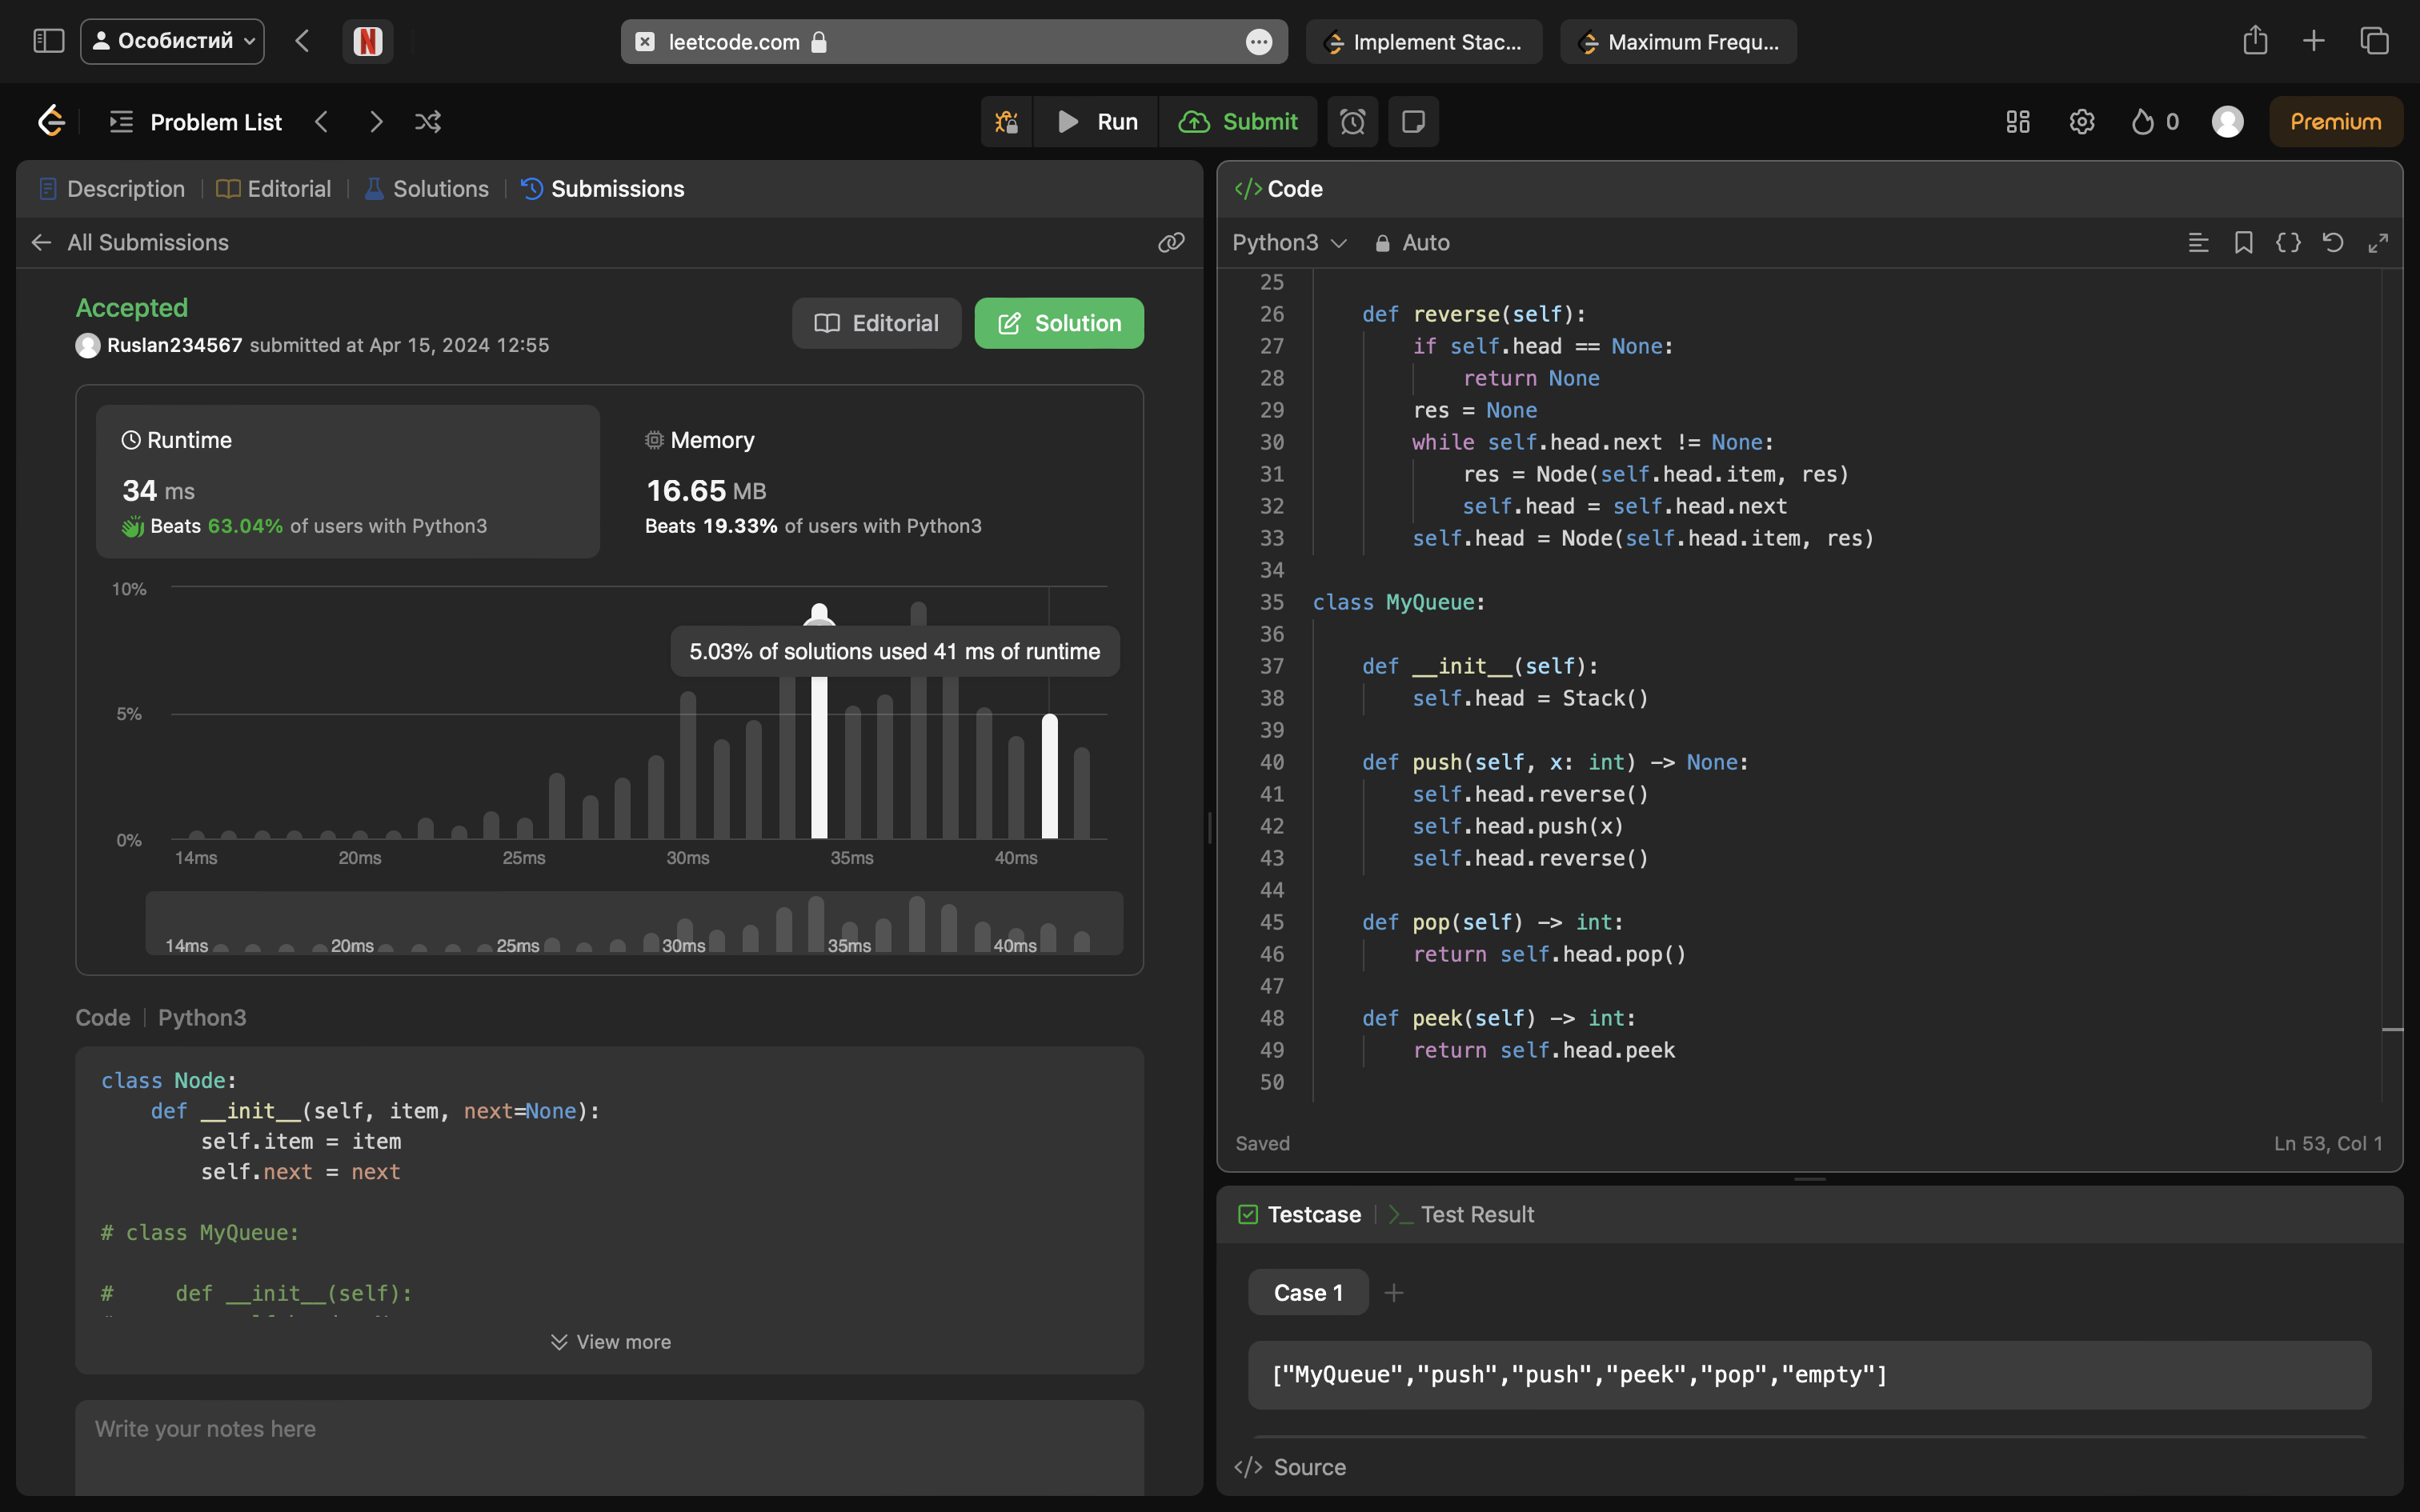 Особистий
leetcode.com
Implement Stac...
Maximum Frequ...
Problem List
Run
Submit
0
Premium
Description
Editorial
Solutions
Submissions
All Submissions
Accepted
Ruslan234567 submitted at Apr 15, 2024 12:55
Editorial
Solution
Runtime
34 ms
Beats 63.04% of users with Python3
Memory
16.65 MB
Beats 19.33% of users with Python3
10%
5%
0%
5.03% of solutions used 41 ms of runtime
14ms 20ms 25ms 30ms 35ms 40ms
14ms 20ms 25ms 30ms 35ms 40ms
Code | Python3
class Node:
    def __init__(self, item, next=None):
        self.item = item
        self.next = next
# class MyQueue:
#     def __init__(self):
View more
Write your notes here
</> Code
Python3
Auto
25
26     def reverse(self):
27         if self.head == None:
28             return None
29         res = None
30         while self.head.next != None:
31             res = Node(self.head.item, res)
32             self.head = self.head.next
33         self.head = Node(self.head.item, res)
34
35 class MyQueue:
36
37     def __init__(self):
38         self.head = Stack()
39
40     def push(self, x: int) -> None:
41         self.head.reverse()
42         self.head.push(x)
43         self.head.reverse()
44
45     def pop(self) -> int:
46         return self.head.pop()
47
48     def peek(self) -> int:
49         return self.head.peek
50
Saved
Ln 53, Col 1
Testcase
Test Result
Case 1
["MyQueue","push","push","peek","pop","empty"]
</> Source